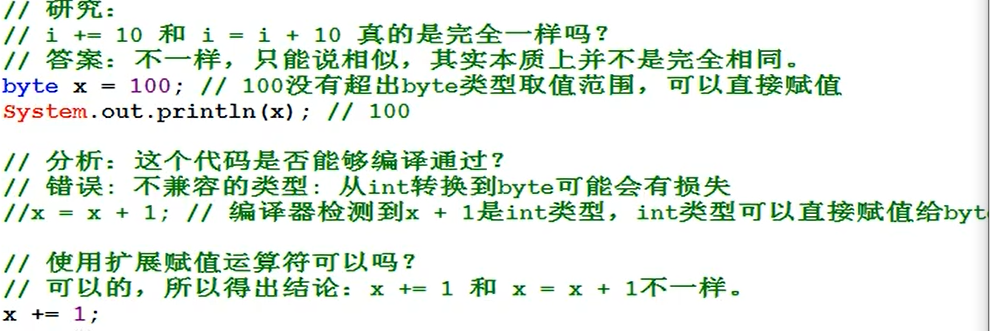 // 研究：
// i += 10 和 i = i + 10 真的是完全一样吗？
// 答案：不一样，只能说相似，其实本质上并不是完全相同。
byte x = 100; // 100没有超出byte类型取值范围，可以直接赋值
System.out.println(x); // 100
// 分析：这个代码是否能够编译通过？
// 错误: 不兼容的类型: 从int转换到byte可能会有损失
//x = x + 1; // 编译器检测到x + 1是int类型，int类型可以直接赋值给byt
// 使用扩展赋值运算符可以吗？
// 可以的，所以得出结论：x += 1 和 x = x + 1不一样。
x += 1;